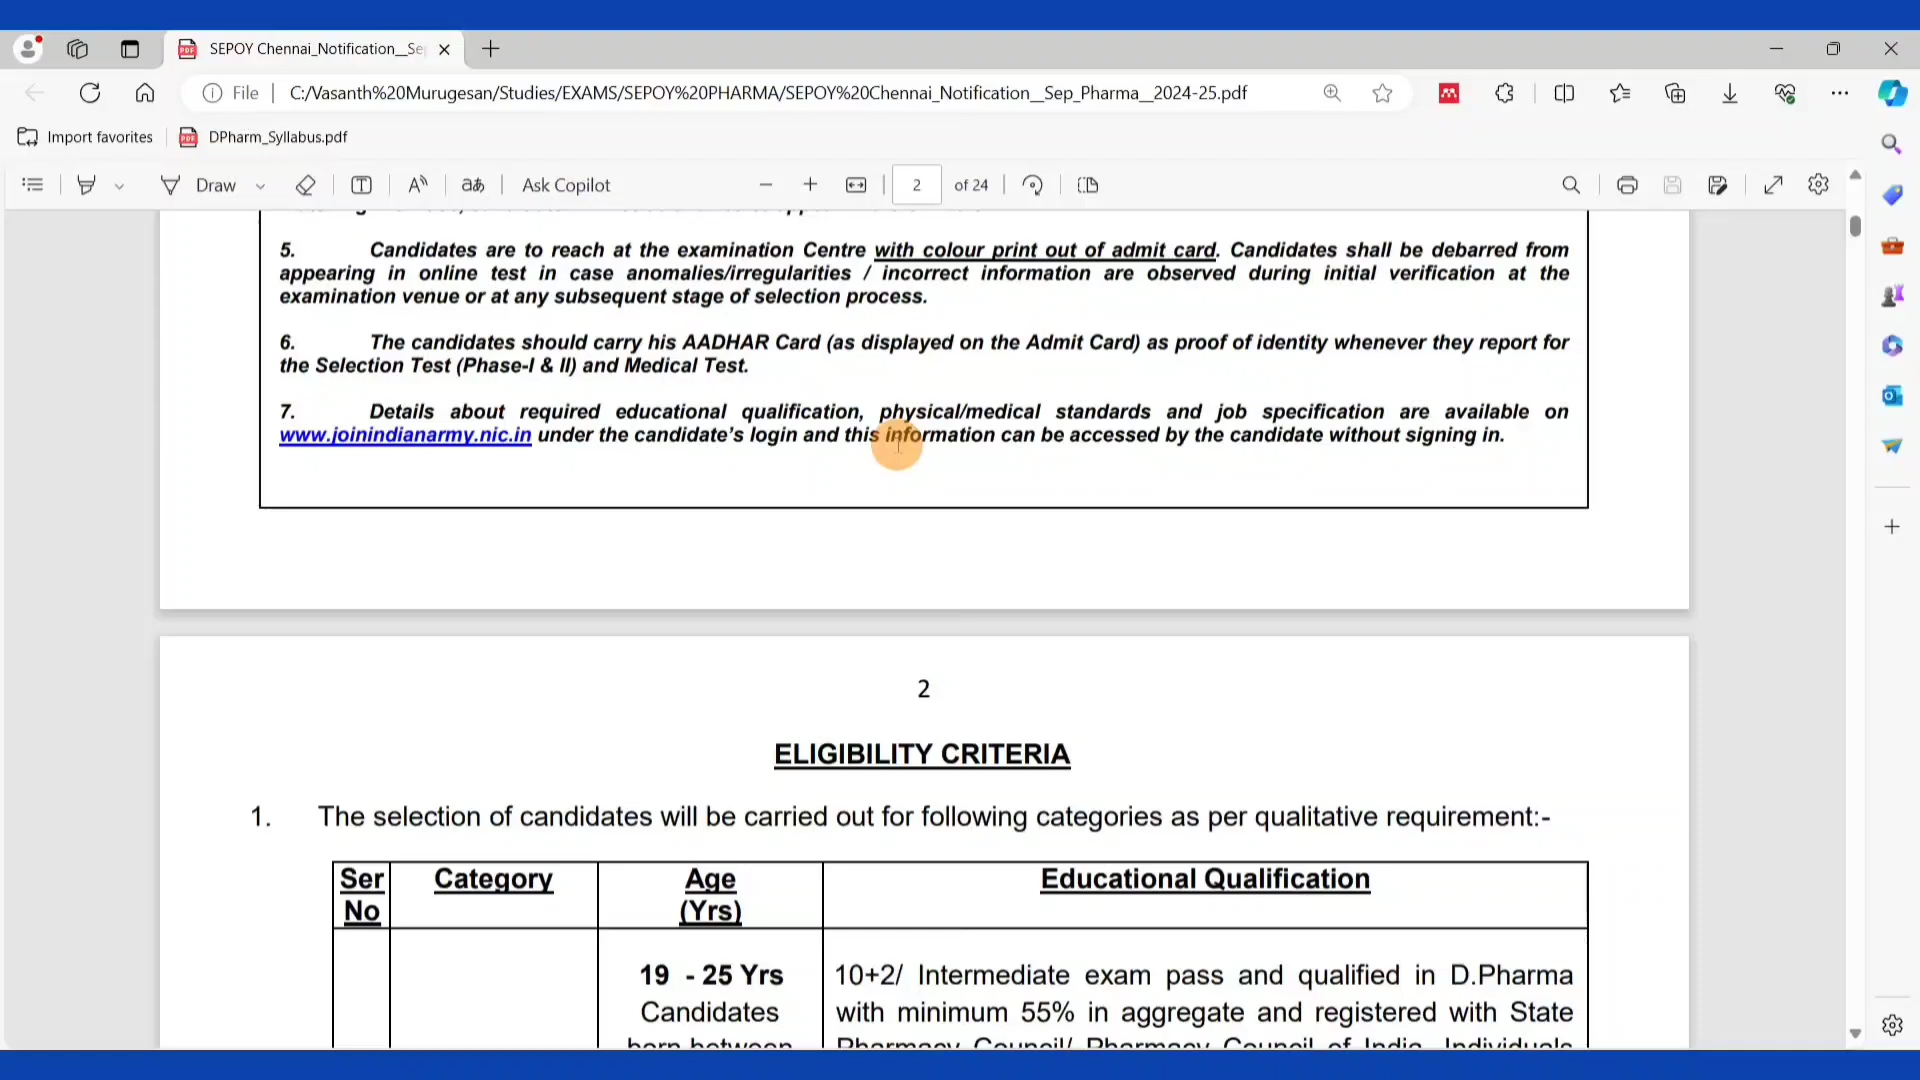 SEPOY Chennai_Notification__Se
File
C:/Vasanth%20Murugesan/Studies/EXAMS/SEPOY%20PHARMA/SEPOY%20Chennai_Notification__Sep_Pharma__2024-25.pdf
Import favorites
DPharm_Syllabus.pdf
Draw
Ask Copilot
2 of 24
5. Candidates are to reach at the examination Centre with colour print out of admit card. Candidates shall be debarred from
appearing in online test in case anomalies/irregularities / incorrect information are observed during initial verification at the
examination venue or at any subsequent stage of selection process.
6. The candidates should carry his AADHAR Card (as displayed on the Admit Card) as proof of identity whenever they report for
the Selection Test (Phase-I & II) and Medical Test.
7. Details about required educational qualification, physical/medical standards and job specification are available on
www.joinindianarmy.nic.in under the candidate's login and this information can be accessed by the candidate without signing in.
2
ELIGIBILITY CRITERIA
1. The selection of candidates will be carried out for following categories as per qualitative requirement:-
Ser No
Category
Age (Yrs)
Educational Qualification
19 - 25 Yrs
Candidates
born between
10+2/ Intermediate exam pass and qualified in D.Pharma
with minimum 55% in aggregate and registered with State
Pharmacy Council/ Pharmacy Council of India. Individuals